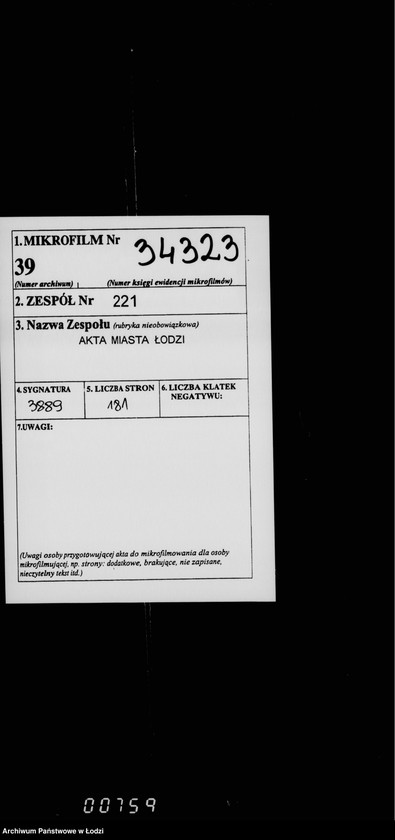 1. MIKROFILM Nr 34323
39
(Numer archiwum) (Numer księgi ewidencji mikrofilmów)
2. ZESPÓŁ Nr 221
3. Nazwa Zespołu (rubryka nieobowiązkowa)
AKTA MIASTA ŁODZI
4. SYGNATURA 5. LICZBA STRON 6. LICZBA KLATEK
NEGATYWU:
3889 181
7. UWAGI:
(Uwagi osoby przygotowującej akta do mikrofilmowania dla osoby
mikrofilmującej, np. strony: dodatkowe, brakujące, nie zapisane,
nieczytelny tekst itd.)
00759
Archiwum Państwowe w Łodzi